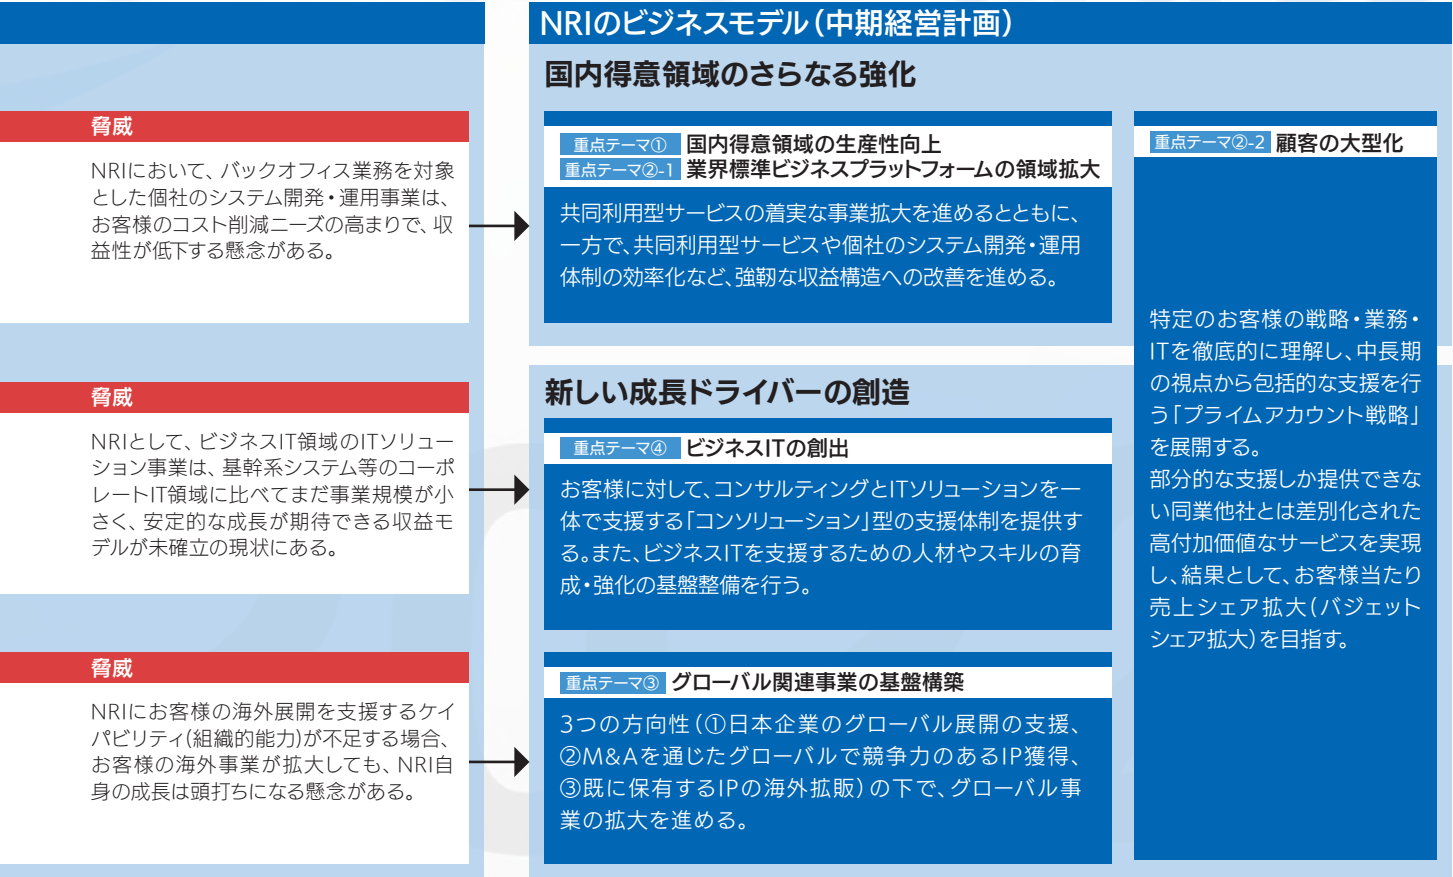 NRIのビジネスモデル（中期経営計画）
国内得意領域のさらなる強化
脅威
NRIにおいて、バックオフィス業務を対象
とした個社のシステム開発・運用事業は、
お客様のコスト削減ニーズの高まりで、収
益性が低下する懸念がある。
重点テーマ① 国内得意領域の生産性向上
重点テーマ②-1 業界標準ビジネスプラットフォームの領域拡大
共同利用型サービスの着実な事業拡大を進めるとともに、
一方で、共同利用型サービスや個社のシステム開発・運用
体制の効率化など、強靭な収益構造への改善を進める。
重点テーマ②-2 顧客の大型化
特定のお客様の戦略・業務・
ITを徹底的に理解し、中長期
の視点から包括的な支援を行
う「プライムアカウント戦略」
を展開する。
部分的な支援しか提供できな
い同業他社とは差別化された
高付加価値なサービスを実現
し、結果として、お客様当たり
売上シェア拡大（バジェット
シェア拡大）を目指す。
新しい成長ドライバーの創造
脅威
NRIとして、ビジネスIT領域のITソリュー
ション事業は、基幹系システム等のコーポ
レートIT領域に比べてまだ事業規模が小
さく、安定的な成長が期待できる収益モ
デルが未確立の現状にある。
重点テーマ④ ビジネスITの創出
お客様に対して、コンサルティングとITソリューションを一
体で支援する「コンソリューション」型の支援体制を提供す
る。また、ビジネスITを支援するための人材やスキルの育
成・強化の基盤整備を行う。
脅威
NRIにお客様の海外展開を支援するケイ
パビリティ(組織的能力)が不足する場合、
お客様の海外事業が拡大しても、NRI自
身の成長は頭打ちになる懸念がある。
重点テーマ③ グローバル関連事業の基盤構築
3つの方向性（①日本企業のグローバル展開の支援、
②M&Aを通じたグローバルで競争力のあるIP獲得、
③既に保有するIPの海外拡販）の下で、グローバル事
業の拡大を進める。